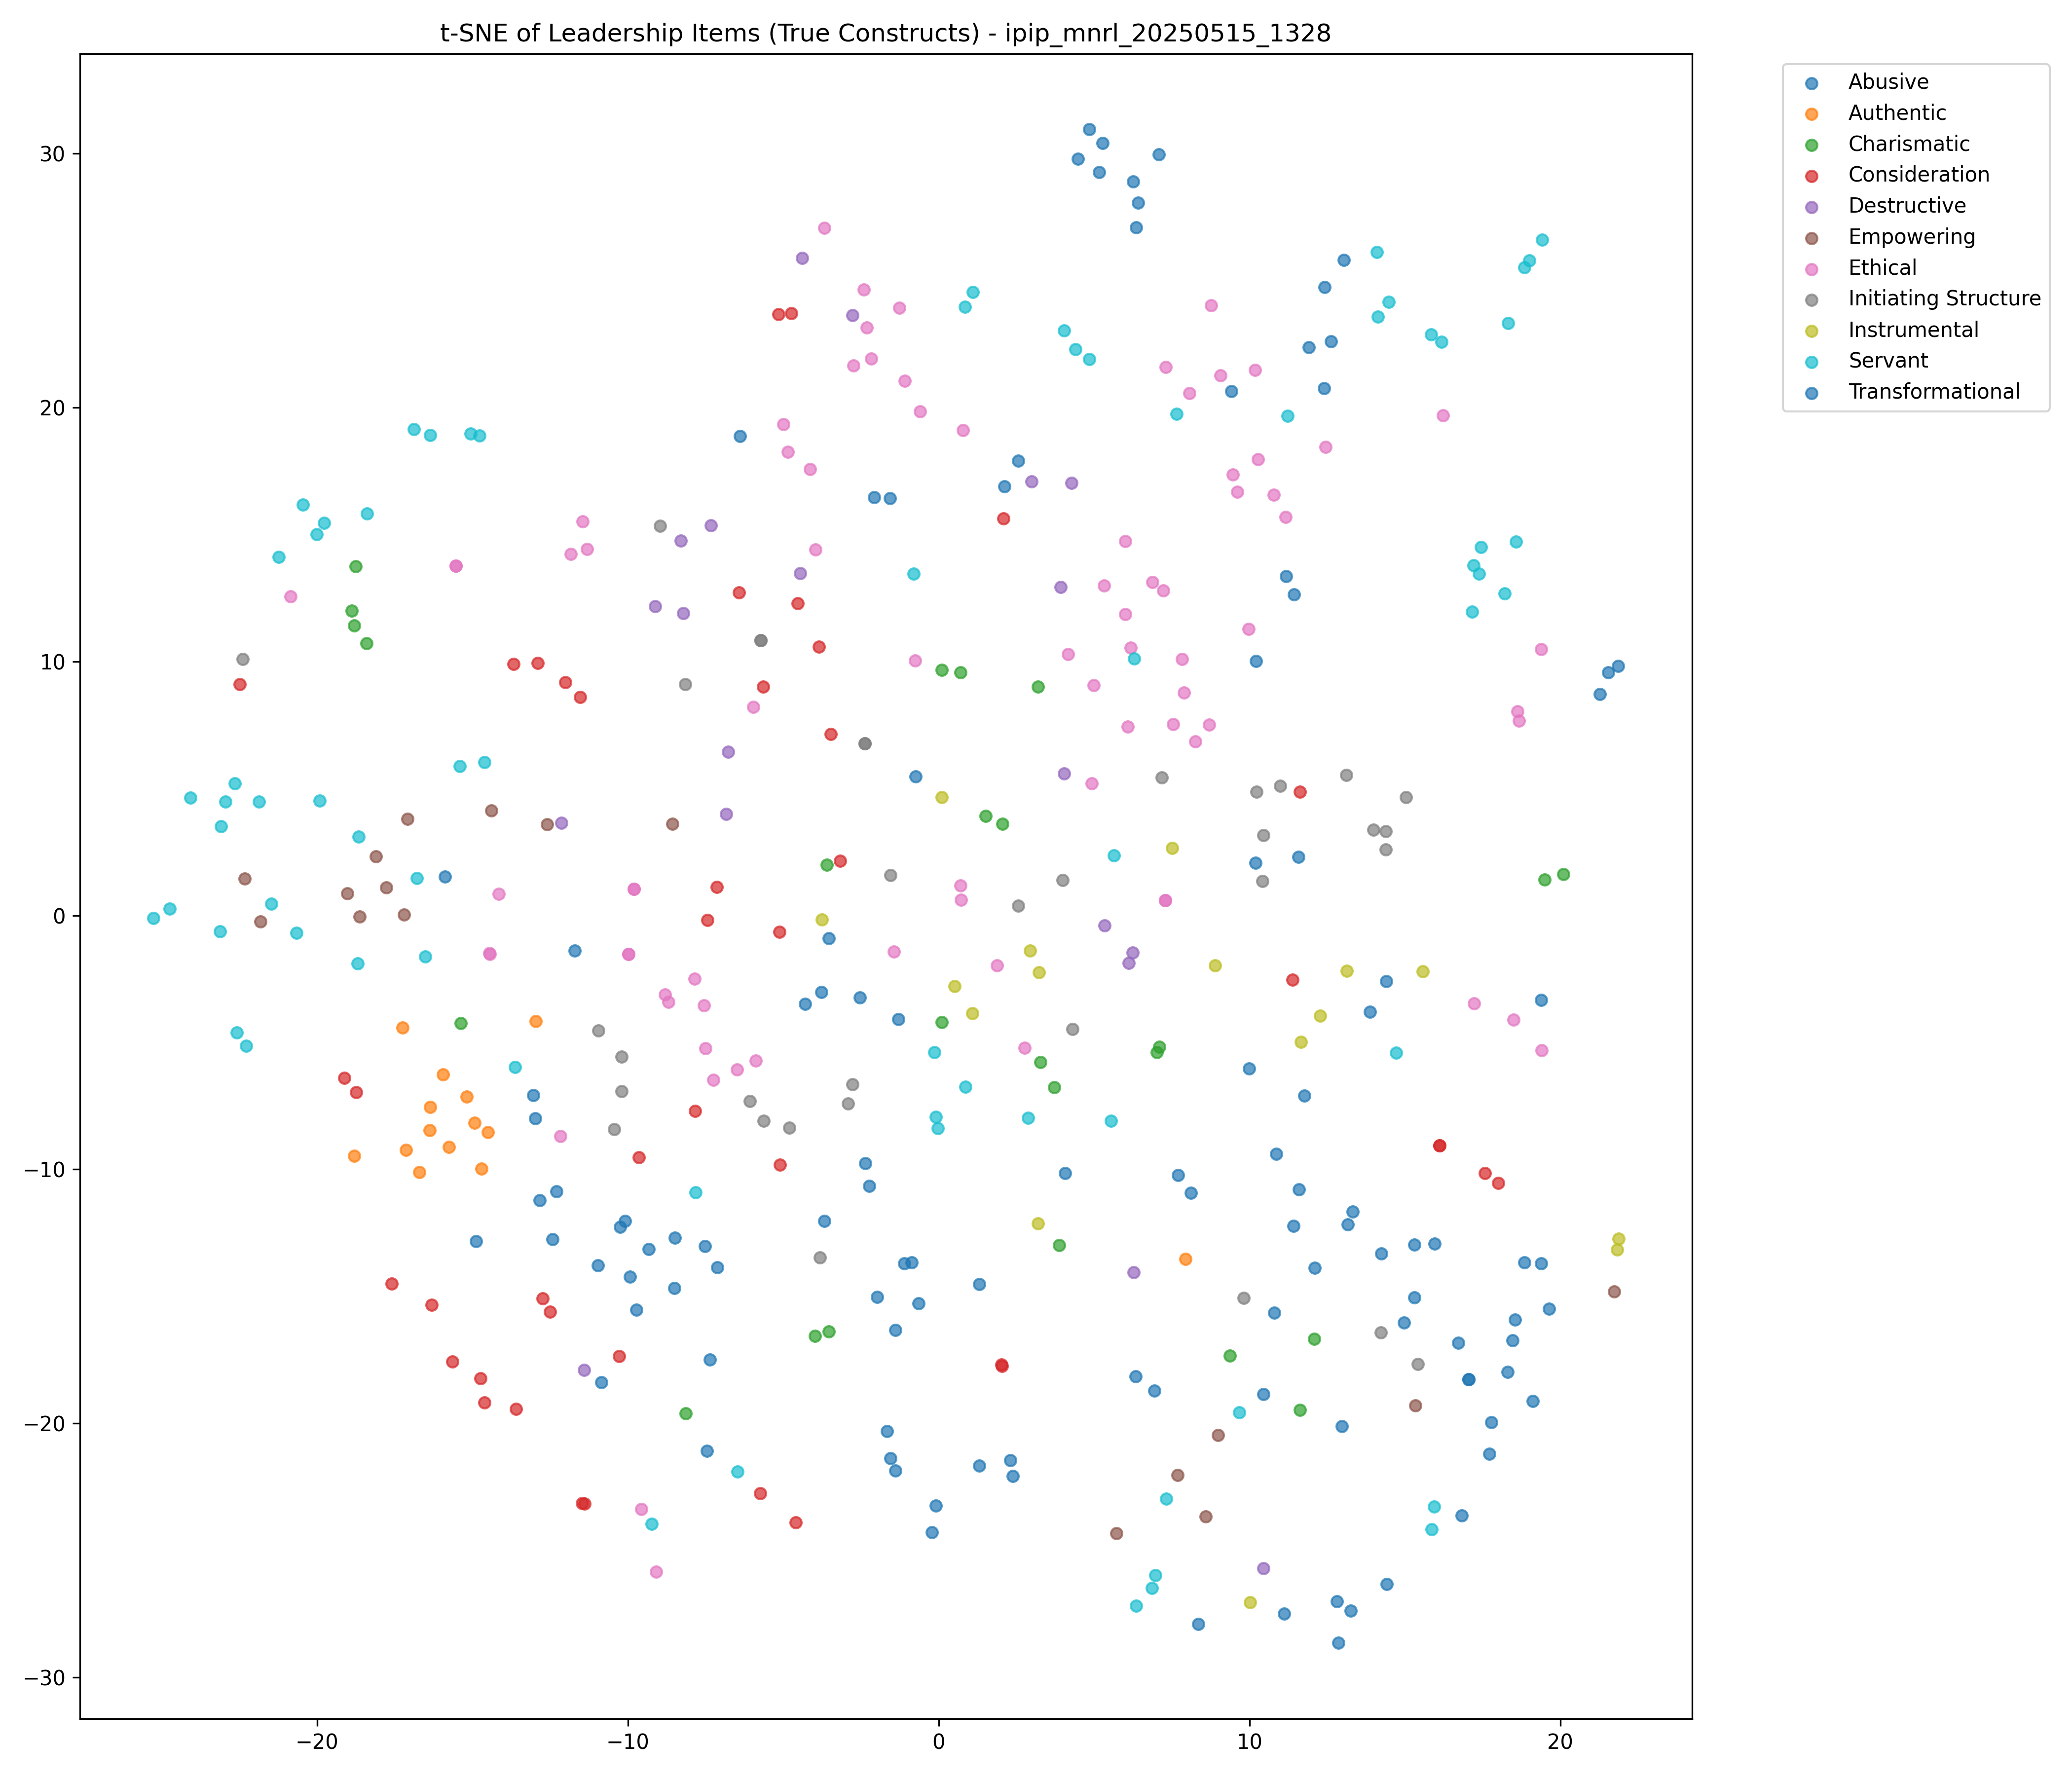 t-SNE of Leadership Items (True Constructs) - ipip_mnrl_20250515_1328
Abusive
Authentic
Charismatic
Consideration
Destructive
Empowering
Ethical
Initiating Structure
Instrumental
Servant
Transformational
30
20
10
0
−10
−20
−30
−20
−10
0
10
20